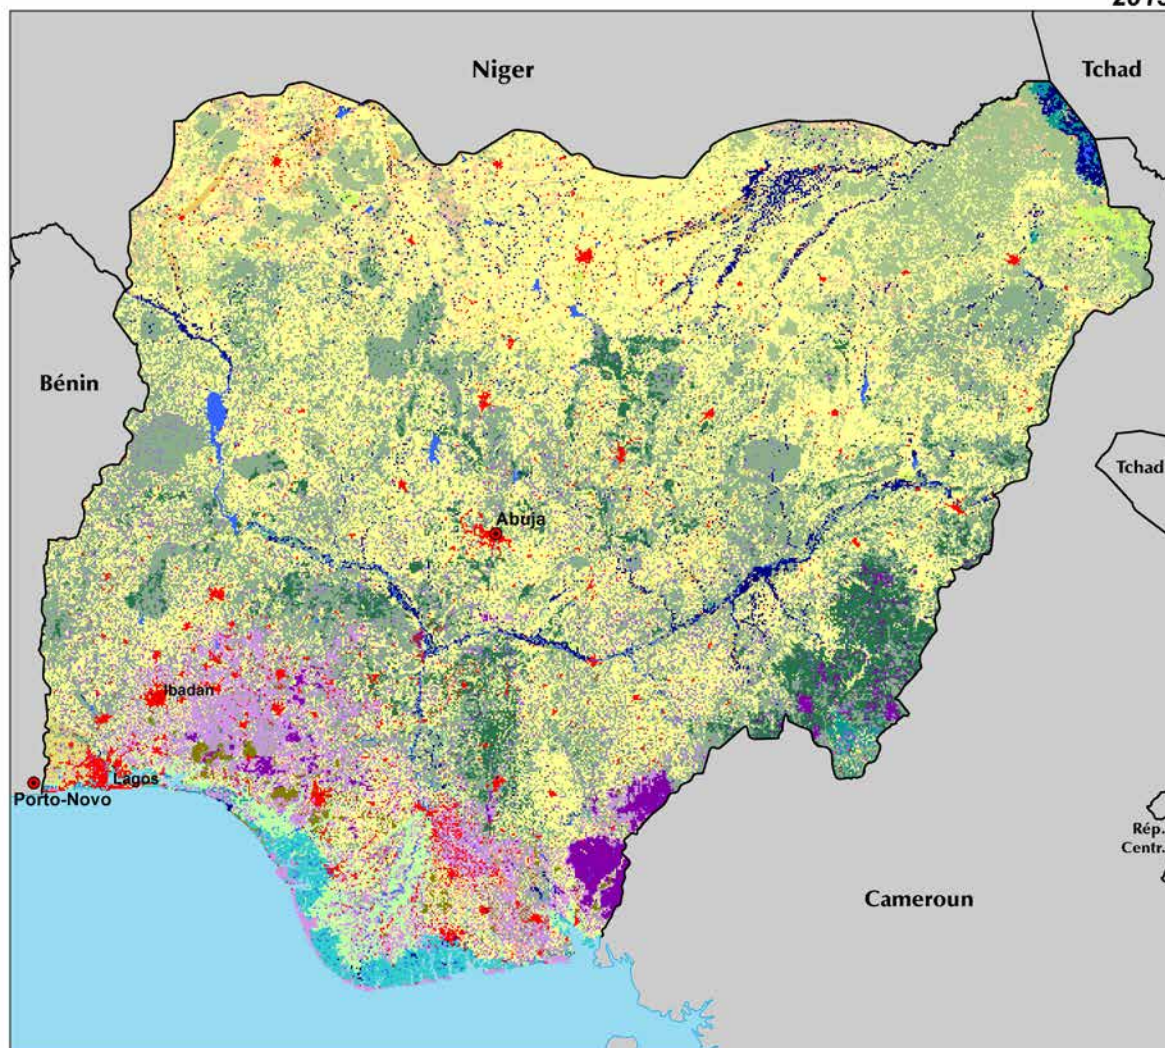 Niger
Tchad
Bénin
Tchad
Abuja
Ibadan
Lagos
Porto-Novo
Rép.
Centr.
Cameroun